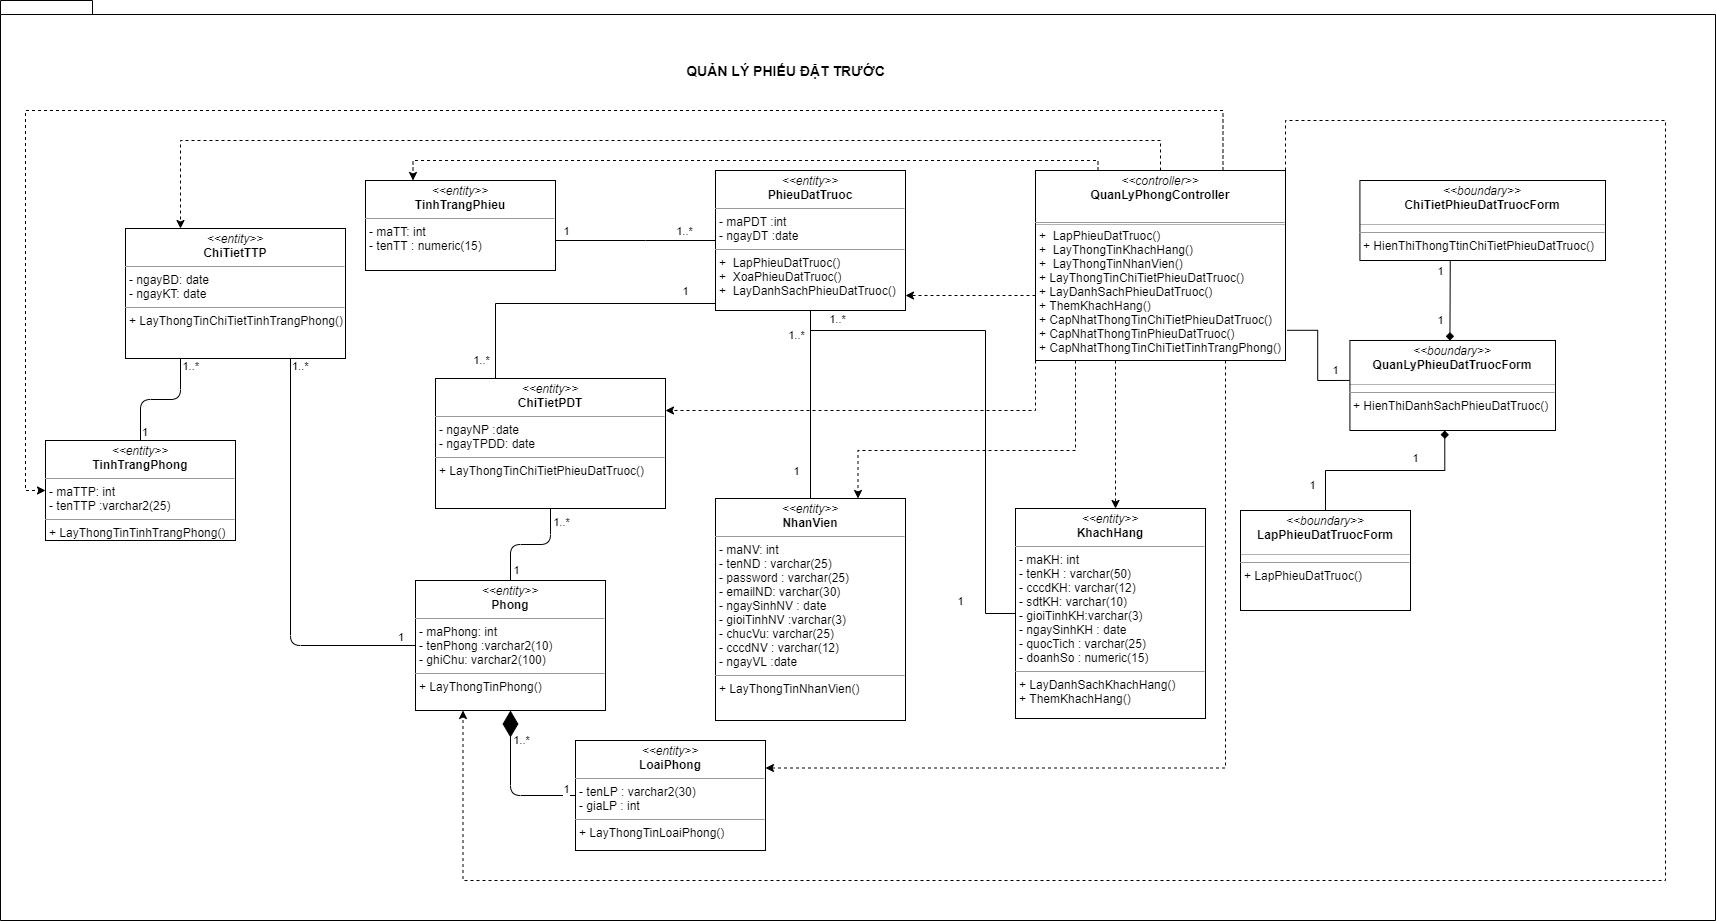 QUẢN LÝ PHIẾU ĐẶT TRƯỚC
<<entity>>
TinhTrangPhieu
- maTT: int
- tenTT : numeric(15)
1
1..*
<<entity>>
PhieuDatTruoc
- maPDT :int
- ngayDT :date
+ LapPhieuDatTruoc()
+ XoaPhieuDatTruoc()
+ LayDanhSachPhieuDatTruoc()
1
1..*
1..*
<<controller>>
QuanLyPhongController
+ LapPhieuDatTruoc()
+ LayThongTinKhachHang()
+ LayThongTinNhanVien()
+ LayThongTinChiTietPhieuDatTruoc()
+ LayDanhSachPhieuDatTruoc()
+ ThemKhachHang()
+ CapNhatThongTinChiTietPhieuDatTruoc()
+ CapNhatThongTinPhieuDatTruoc()
+ CapNhatThongTinChiTietTinhTrangPhong()
<<boundary>>
ChiTietPhieuDatTruocForm
+ HienThiThongTtinChiTietPhieuDatTruoc()
1
1
<<entity>>
ChiTietTTP
- ngayBD: date
- ngayKT: date
+ LayThongTinChiTietTinhTrangPhong()
1..*
1..*
1
<<boundary>>
QuanLyPhieuDatTruocForm
+ HienThiDanhSachPhieuDatTruoc()
1
1
1
<<entity>>
TinhTrangPhong
- maTTP: int
- tenTTP :varchar2(25)
+ LayThongTinTinhTrangPhong()
1..*
<<entity>>
ChiTietPDT
- ngayNP :date
- ngayTPDD: date
+ LayThongTinChiTietPhieuDatTruoc()
1..*
1
1
<<entity>>
NhanVien
- maNV: int
- tenND : varchar(25)
- password : varchar(25)
- emailND: varchar(30)
- ngaySinhNV : date
- gioiTinhNV :varchar(3)
- chucVu: varchar(25)
- cccdNV : varchar(12)
- ngayVL :date
+ LayThongTinNhanVien()
1
<<entity>>
KhachHang
- maKH: int
- tenKH : varchar(50)
- cccdKH: varchar(12)
- sdtKH: varchar(10)
- gioiTinhKH:varchar(3)
- ngaySinhKH : date
- quocTich : varchar(25)
- doanhSo : numeric(15)
+ LayDanhSachKhachHang()
+ ThemKhachHang()
<<boundary>>
LapPhieuDatTruocForm
+ LapPhieuDatTruoc()
1
<<entity>>
Phong
- maPhong: int
- tenPhong :varchar2(10)
- ghiChu: varchar2(100)
+ LayThongTinPhong()
1..*
1
<<entity>>
LoaiPhong
- tenLP : varchar2(30)
- giaLP : int
+ LayThongTinLoaiPhong()